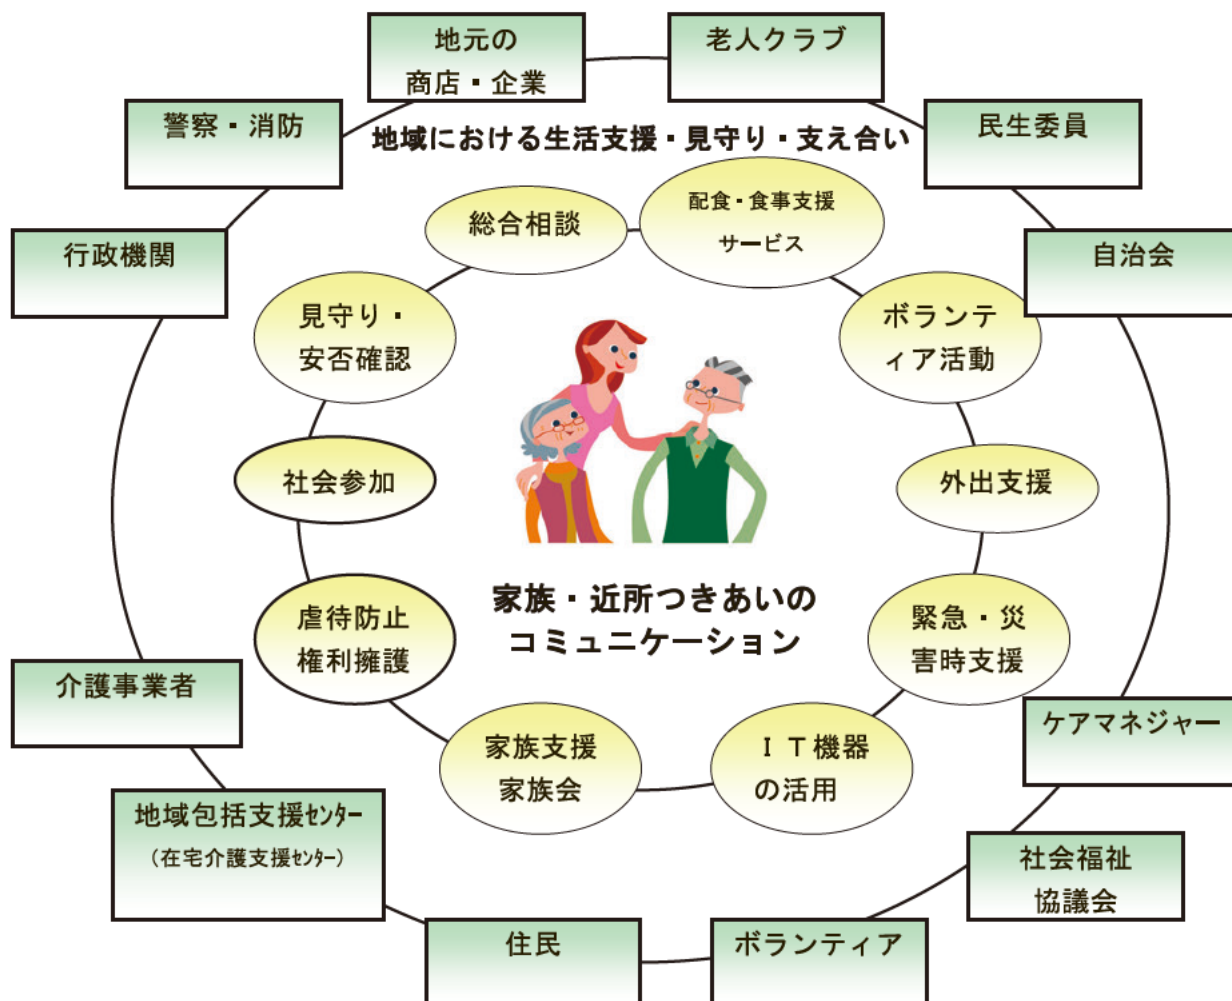 地元の
商店・企業
老人クラブ
警察・消防
民生委員
地域における生活支援・見守り・支え合い
行政機関
自治会
総合相談
配食・食事支援
サービス
見守り・
安否確認
ボランテ
ィア活動
社会参加
外出支援
家族・近所つきあいの
コミュニケーション
虐待防止
権利擁護
緊急・災
害時支援
介護事業者
ケアマネジャー
家族支援
家族会
ＩＴ機器
の活用
地域包括支援ｾﾝﾀｰ
（在宅介護支援ｾﾝﾀｰ）
社会福祉
協議会
住民
ボランティア